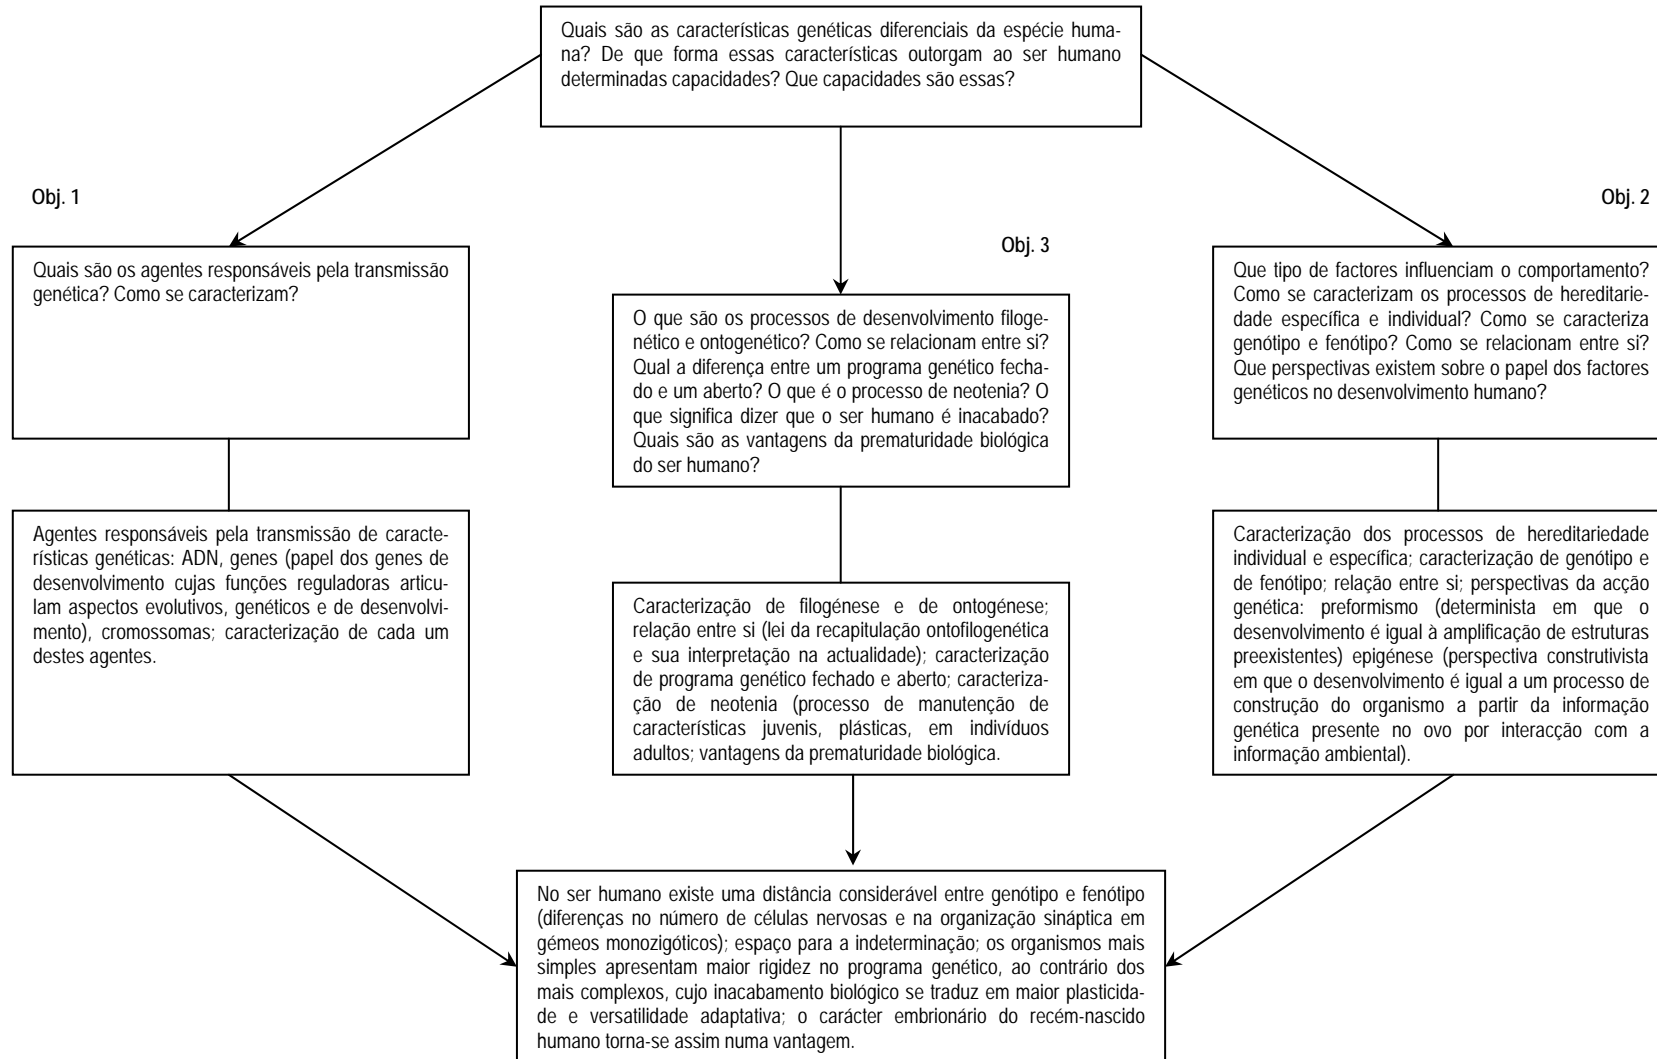 Quais são as características genéticas diferenciais da espécie huma-
na? De que forma essas características outorgam ao ser humano
determinadas capacidades? Que capacidades são essas?
Obj. 1
Quais são os agentes responsáveis pela transmissão
genética? Como se caracterizam?
Agentes responsáveis pela transmissão de caracte-
rísticas genéticas: ADN, genes (papel dos genes de
desenvolvimento cujas funções reguladoras articu-
lam aspectos evolutivos, genéticos e de desenvolvi-
mento), cromossomas; caracterização de cada um
destes agentes.
Obj. 3
O que são os processos de desenvolvimento filoge-
nético e ontogenético? Como se relacionam entre si?
Qual a diferença entre um programa genético fecha-
do e um aberto? O que é o processo de neotenia? O
que significa dizer que o ser humano é inacabado?
Quais são as vantagens da prematuridade biológica
do ser humano?
Caracterização de filogénese e de ontogénese;
relação entre si (lei da recapitulação ontofilogenética
e sua interpretação na actualidade); caracterização
de programa genético fechado e aberto; caracteriza-
ção de neotenia (processo de manutenção de
características juvenis, plásticas, em indivíduos
adultos; vantagens da prematuridade biológica.
Obj. 2
Que tipo de factores influenciam o comportamento?
Como se caracterizam os processos de hereditarie-
dade específica e individual? Como se caracteriza
genótipo e fenótipo? Como se relacionam entre si?
Que perspectivas existem sobre o papel dos factores
genéticos no desenvolvimento humano?
Caracterização dos processos de hereditariedade
individual e específica; caracterização de genótipo e
de fenótipo; relação entre si; perspectivas da acção
genética: preformismo (determinista em que o
desenvolvimento é igual à amplificação de estruturas
preexistentes) epigénese (perspectiva construtivista
em que o desenvolvimento é igual a um processo de
construção do organismo a partir da informação
genética presente no ovo por interacção com a
informação ambiental).
No ser humano existe uma distância considerável entre genótipo e fenótipo
(diferenças no número de células nervosas e na organização sináptica em
gémeos monozigóticos); espaço para a indeterminação; os organismos mais
simples apresentam maior rigidez no programa genético, ao contrário dos
mais complexos, cujo inacabamento biológico se traduz em maior plasticida-
de e versatilidade adaptativa; o carácter embrionário do recém-nascido
humano torna-se assim numa vantagem.